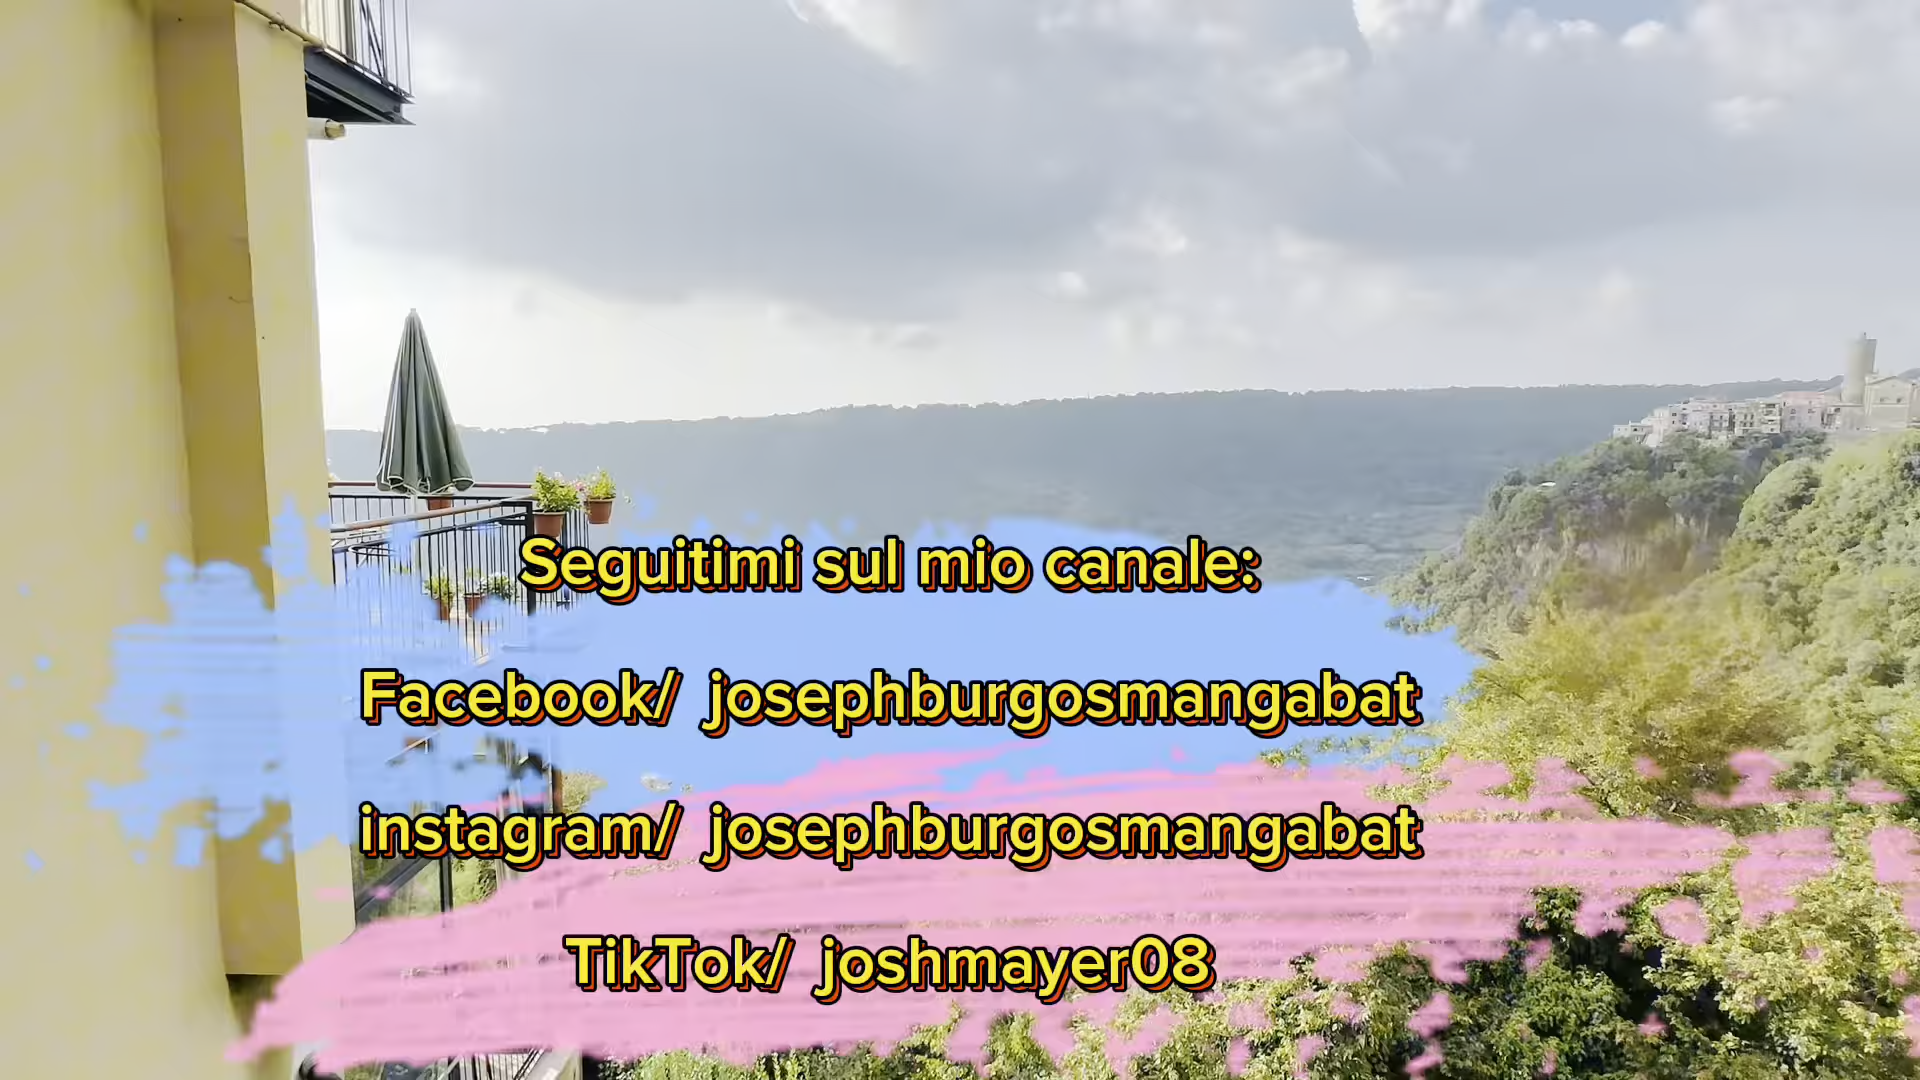 Seguitimi sul mio canale:
Facebook/ josephburgosmangabat
instagram/ josephburgosmangabat
TikTok/ joshmayer08